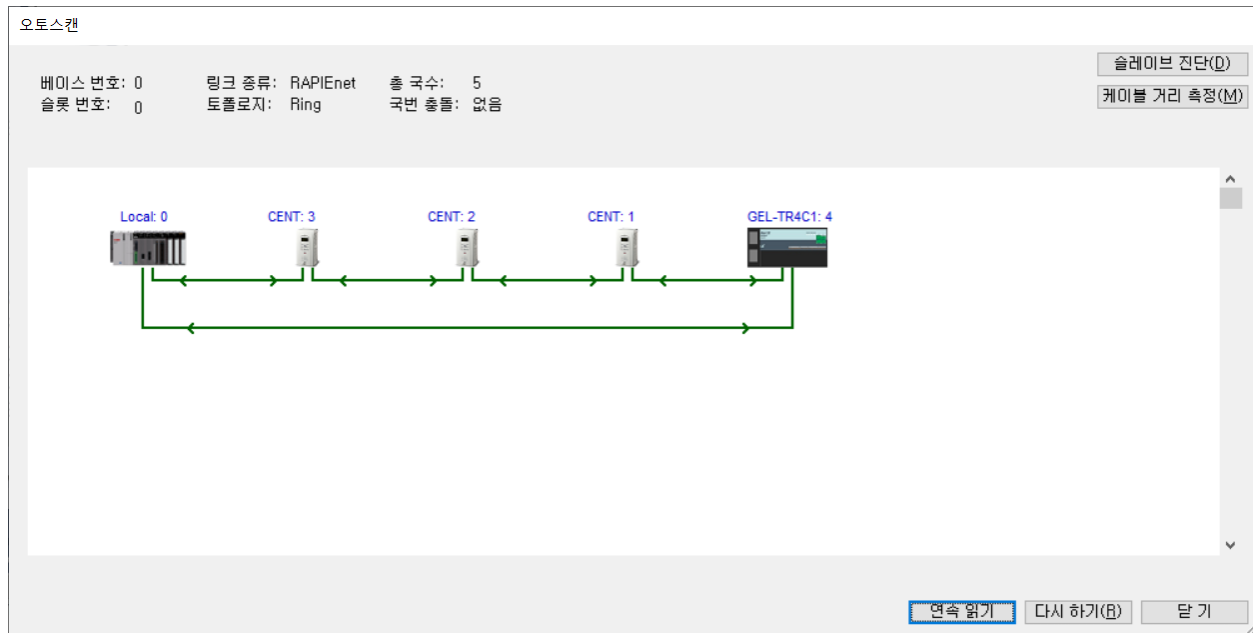 오토스캔
베이스 번호: 0 링크 종류: RAPIEnet 총 국수: 5
슬롯 번호: 0 토폴로지: Ring 국번 충돌: 없음
슬레이브 진단(D)
케이블 거리 측정(M)
Local: 0 CENT: 3 CENT: 2 CENT: 1 GEL-TR4C1: 4
연속 읽기 다시 하기(R) 닫 기